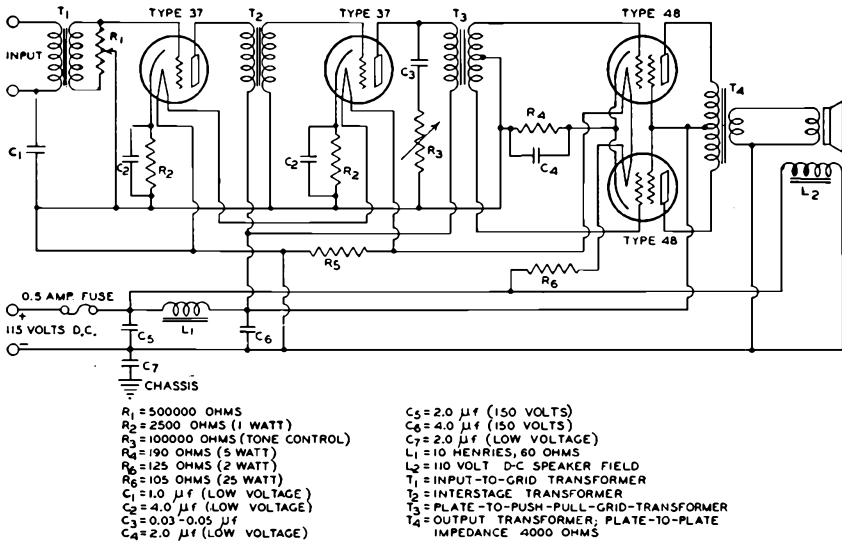 T1 TYPE 37 T2 TYPE 37 T3 TYPE 48
INPUT
R1
C3
T4
R4
C1
C2
R2
C2
R2
R3
C4
L2
TYPE 48
R5
R6
0.5 AMP. FUSE
+
115 VOLTS D.C.
L1
C5
C6
−
C7
CHASSIS
R1 = 500000 OHMS
R2 = 2500 OHMS (1 WATT)
R3 = 100000 OHMS (TONE CONTROL)
R4 = 190 OHMS (5 WATT)
R6 = 125 OHMS (2 WATT)
R6 = 105 OHMS (25 WATT)
C1 = 1.0 μf (LOW VOLTAGE)
C2 = 4.0 μf (LOW VOLTAGE)
C3 = 0.03-0.05 μf
C4 = 2.0 μf (LOW VOLTAGE)
C5 = 2.0 μf (150 VOLTS)
C6 = 4.0 μf (150 VOLTS)
C7 = 2.0 μf (LOW VOLTAGE)
L1 = 10 HENRIES, 60 OHMS
L2 = 110 VOLT D-C SPEAKER FIELD
T1 = INPUT-TO-GRID TRANSFORMER
T2 = INTERSTAGE TRANSFORMER
T3 = PLATE-TO-PUSH-PULL-GRID-TRANSFORMER
T4 = OUTPUT TRANSFORMER; PLATE-TO-PLATE
IMPEDANCE 4000 OHMS